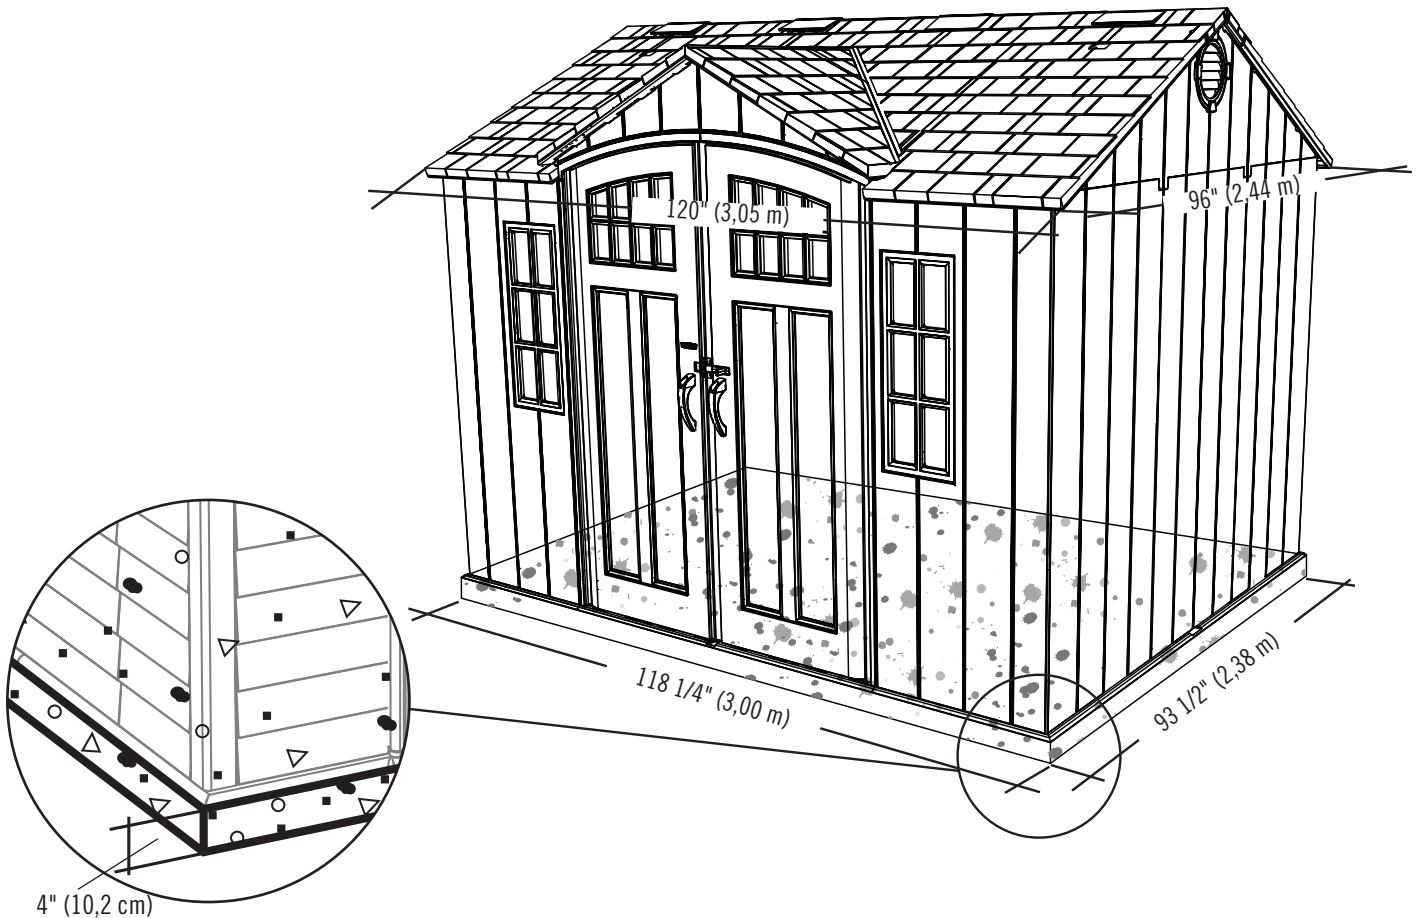 120" (3,05 m)
96" (2,44 m)
118 1/4" (3,00 m)
93 1/2" (2,38 m)
4" (10,2 cm)